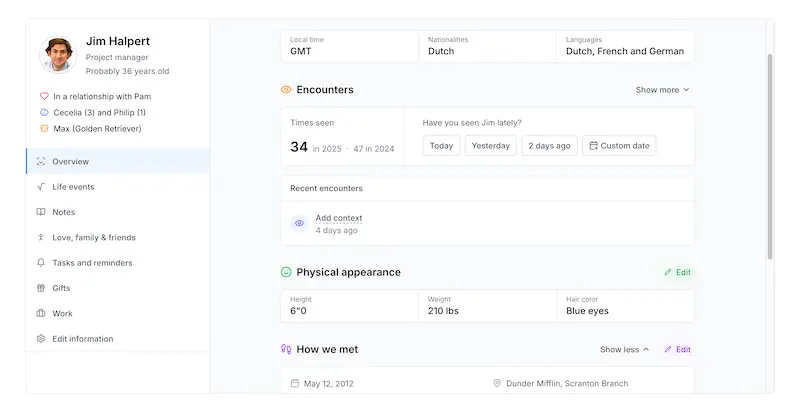 Jim Halpert
Project manager
Probably 36 years old
In a relationship with Pam
Cecelia (3) and Philip (1)
Max (Golden Retriever)
Overview
Life events
Notes
Love, family & friends
Tasks and reminders
Gifts
Work
Edit information
Local time
GMT
Nationalities
Dutch
Languages
Dutch, French and German
Encounters
Show more
Times seen
34 in 2025 · 47 in 2024
Have you seen Jim lately?
Today
Yesterday
2 days ago
Custom date
Recent encounters
Add context
4 days ago
Physical appearance
Edit
Height
6"0
Weight
210 lbs
Hair color
Blue eyes
How we met
Show less
Edit
May 12, 2012
Dunder Mifflin, Scranton Branch